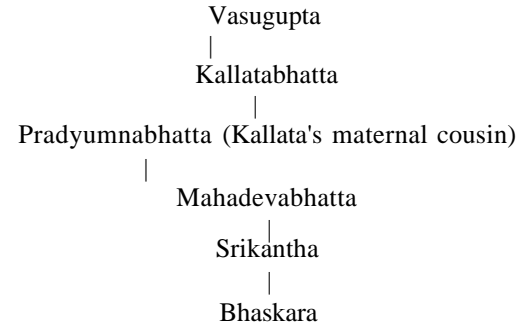 Vasugupta
|
Kallatabhatta
|
Pradyumnabhatta (Kallata's maternal cousin)
|
Mahadevabhatta
|
Srikantha
|
Bhaskara